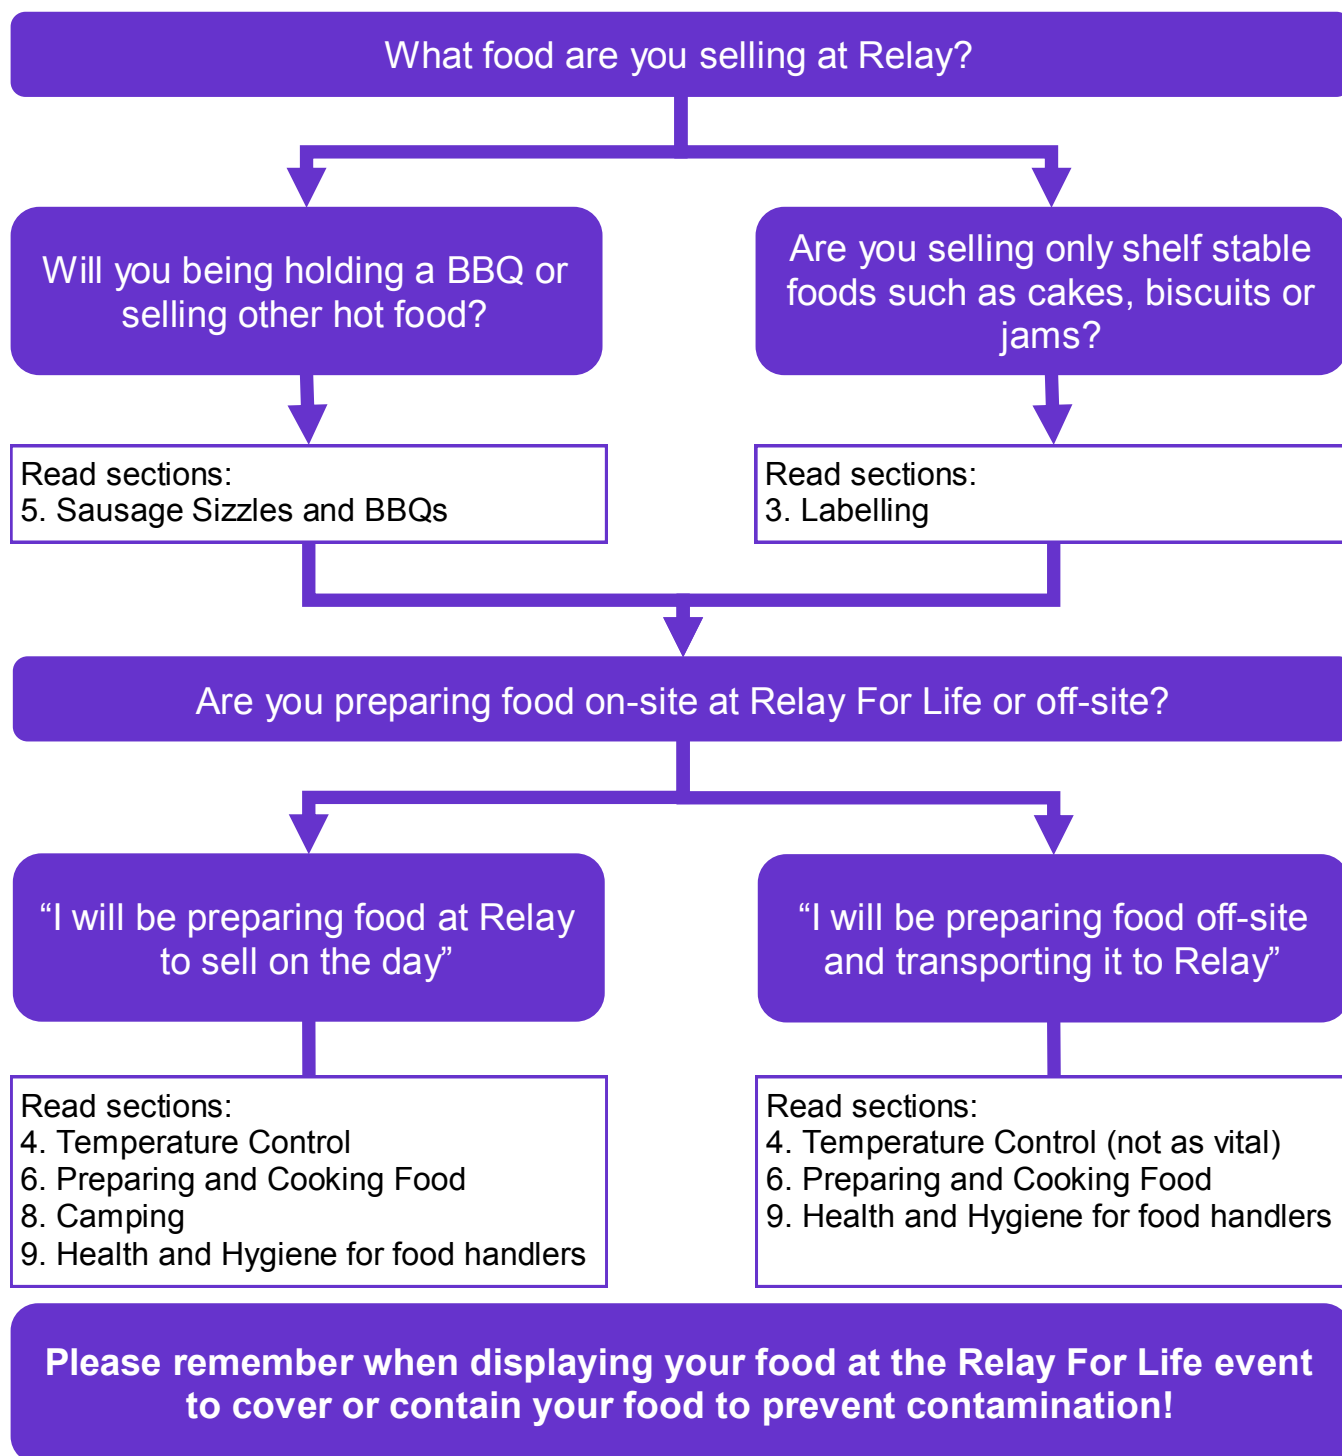 What food are you selling at Relay?
Will you being holding a BBQ or
selling other hot food?
Are you selling only shelf stable
foods such as cakes, biscuits or
jams?
Read sections:
5. Sausage Sizzles and BBQs
Read sections:
3. Labelling
Are you preparing food on-site at Relay For Life or off-site?
“I will be preparing food at Relay
to sell on the day”
“I will be preparing food off-site
and transporting it to Relay”
Read sections:
4. Temperature Control
6. Preparing and Cooking Food
8. Camping
9. Health and Hygiene for food handlers
Read sections:
4. Temperature Control (not as vital)
6. Preparing and Cooking Food
9. Health and Hygiene for food handlers
Please remember when displaying your food at the Relay For Life event
to cover or contain your food to prevent contamination!